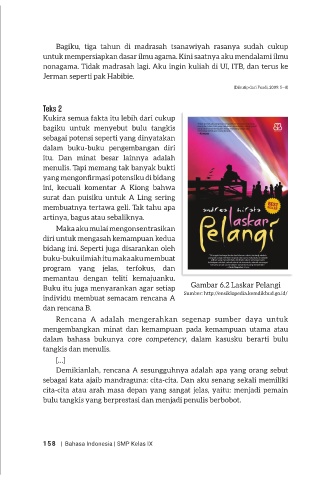 Bagiku, tiga tahun di madrasah tsanawiyah rasanya sudah cukup
untuk mempersiapkan dasar ilmu agama. Kini saatnya aku mendalami ilmu
nonagama. Tidak madrasah lagi. Aku ingin kuliah di UI, ITB, dan terus ke
Jerman seperti pak Habibie.
Teks 2
Kukira semua fakta itu lebih dari cukup
bagiku untuk menyebut bulu tangkis
sebagai potensi seperti yang dinyatakan
dalam buku-buku pengembangan diri
itu. Dan minat besar lainnya adalah
menulis. Tapi memang tak banyak bukti
yang mengonfirmasi potensiku di bidang
ini, kecuali komentar A Kiong bahwa
surat dan puisiku untuk A Ling sering
membuatnya tertawa geli. Tak tahu apa
artinya, bagus atau sebaliknya.
Maka aku mulai mengonsentrasikan
diri untuk mengasah kemampuan kedua
bidang ini. Seperti juga disarankan oleh
buku-buku ilmiah itu maka aku membuat
program yang jelas, terfokus, dan
memantau dengan teliti kemajuanku.
Buku itu juga menyarankan agar setiap
individu membuat semacam rencana A
dan rencana B.
andrea hirata
laskar
Pelangi
Gambar 6.2 Laskar Pelangi
Sumber: http://ensiklopedia.kemdikbud.go.id/
Rencana A adalah mengerahkan segenap sumber daya untuk
mengembangkan minat dan kemampuan pada kemampuan utama atau
dalam bahasa bukunya core competency, dalam kasusku berarti bulu
tangkis dan menulis.
[...]
Demikianlah, rencana A sesungguhnya adalah apa yang orang sebut
sebagai kata ajaib mandraguna: cita-cita. Dan aku senang sekali memiliki
cita-cita atau arah masa depan yang sangat jelas, yaitu: menjadi pemain
bulu tangkis yang berprestasi dan menjadi penulis berbobot.
158 | Bahasa Indonesia | SMP Kelas IX